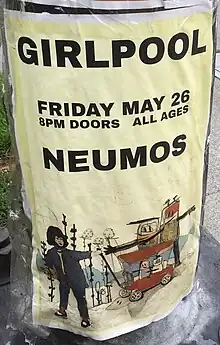 GIRLPOOL
FRIDAY MAY 26
8PM DOORS ALL AGES
NEUMOS